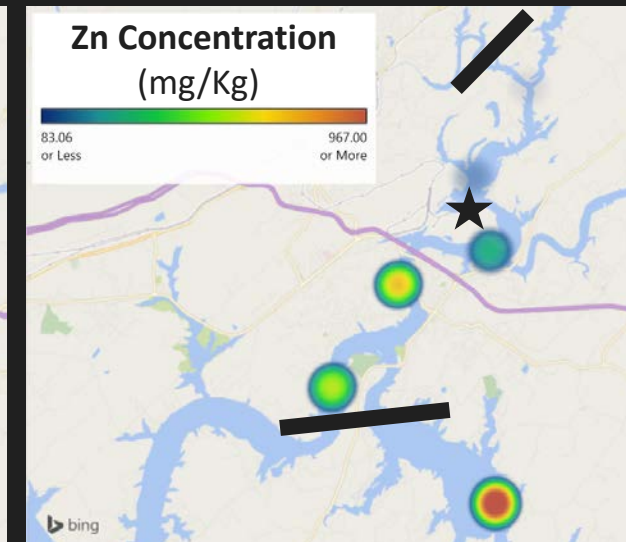 Zn Concentration
(mg/Kg)
83.06
or Less
967.00
or More
bing